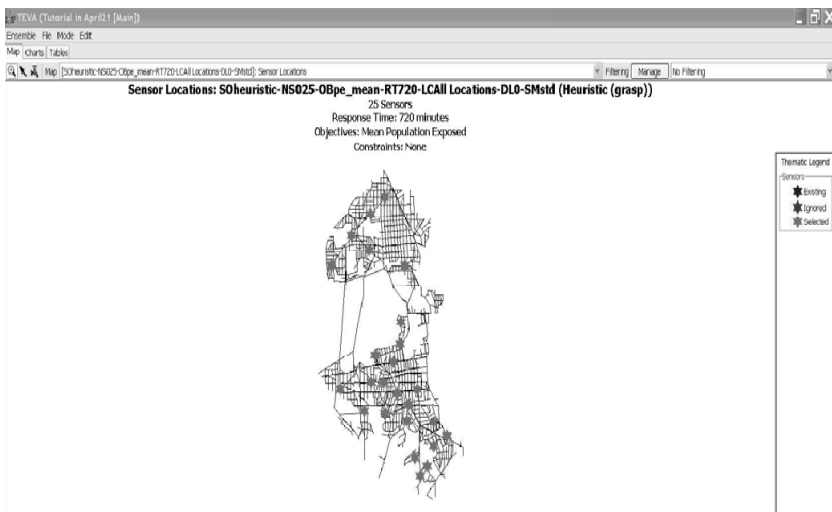 TEVA (Tutorial in April21 [Main])
Ensemble File Mode Edit
Map Charts Tables
Map [SOheuristic-NS025-OBpe_mean-RT720-LCAll Locations-DL0-SMstd]: Sensor Locations Filtering Manage No Filtering
Sensor Locations: SOheuristic-NS025-OBpe_mean-RT720-LCAll Locations-DL0-SMstd (Heuristic (grasp))
25 Sensors
Response Time: 720 minutes
Objectives: Mean Population Exposed
Constraints: None
Thematic Legend
Sensors
Existing
Ignored
Selected